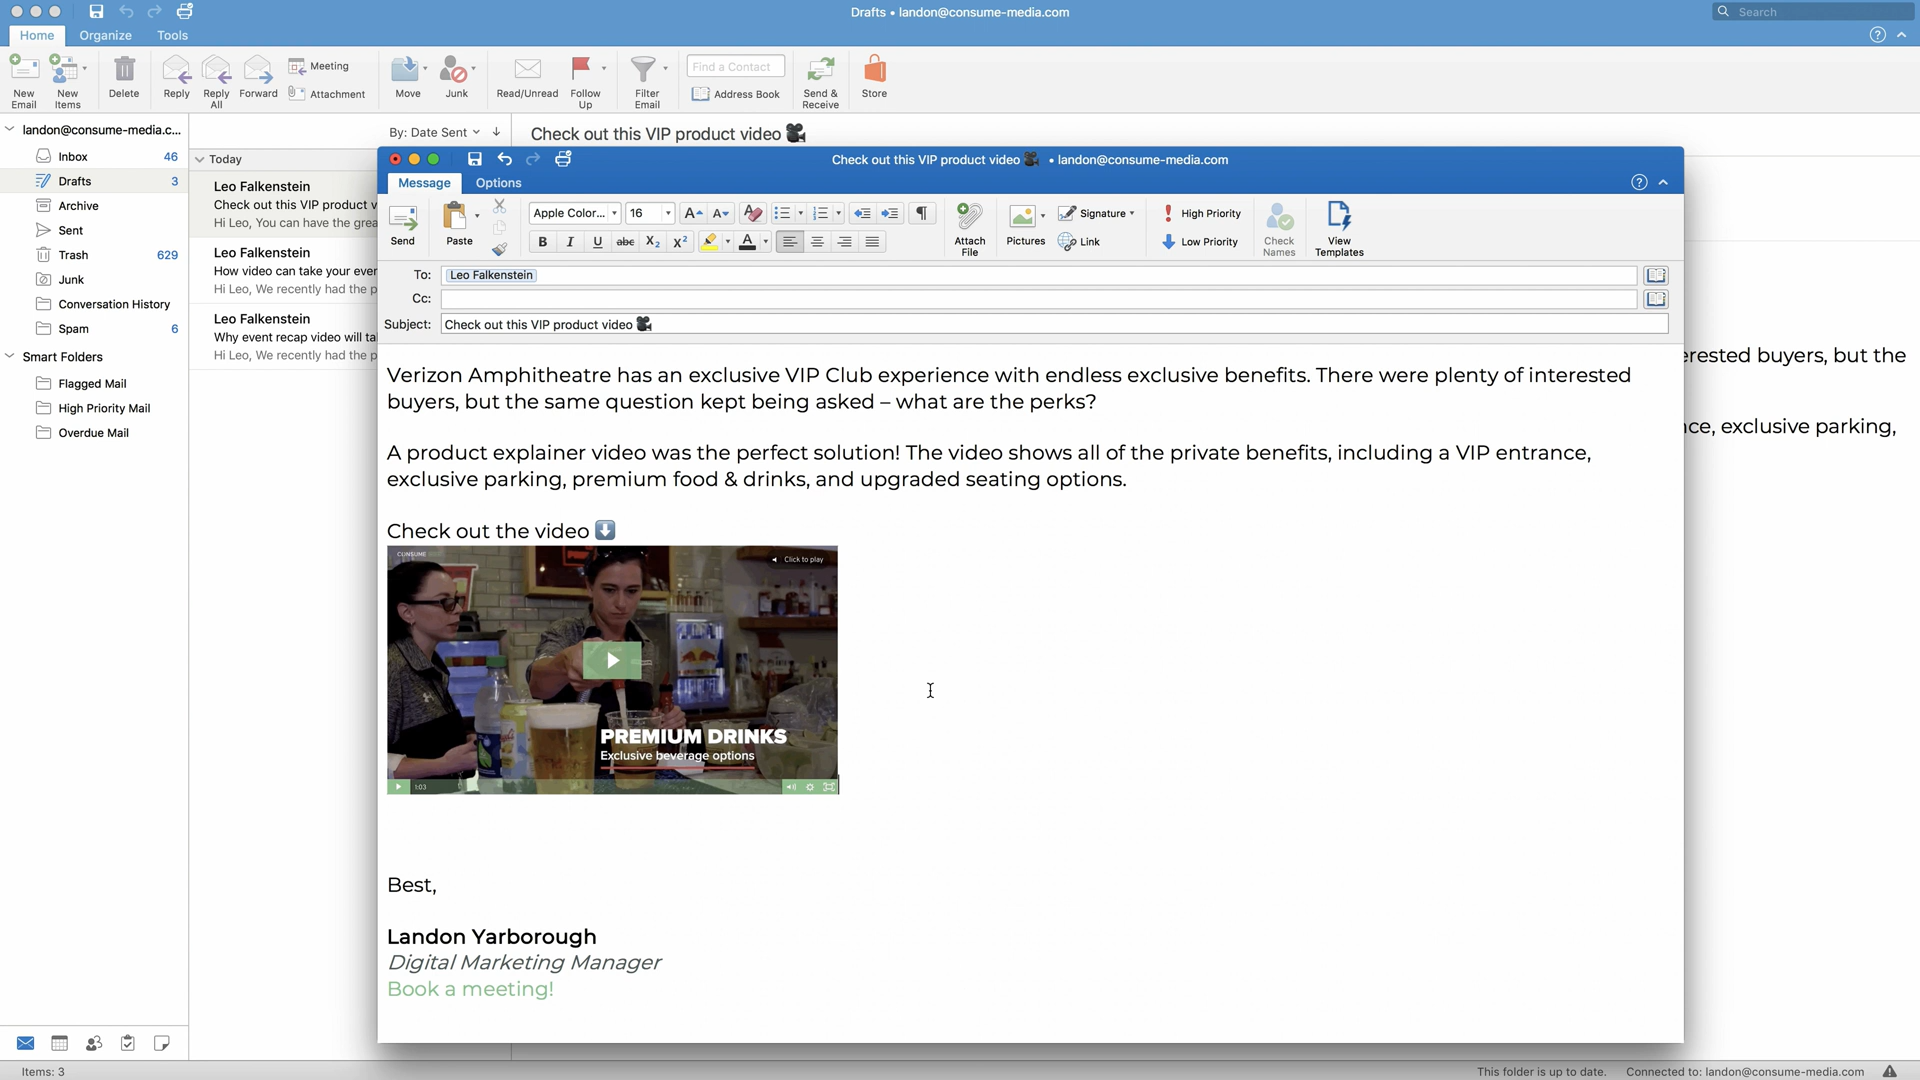 Drafts • landon@consume-media.com
Search
Home Organize Tools
New Email
New Items
Delete
Reply
Reply All
Forward
Meeting
Attachment
Move
Junk
Read/Unread
Follow Up
Filter Email
Find a Contact
Address Book
Send & Receive
Store
landon@consume-media.c...
Inbox 46
Drafts 3
Archive
Sent
Trash 629
Junk
Conversation History
Spam 6
Smart Folders
Flagged Mail
High Priority Mail
Overdue Mail
By: Date Sent
Today
Leo Falkenstein
Check out this VIP product v
Hi Leo, You can have the grea
Leo Falkenstein
How video can take your ever
Hi Leo, We recently had the p
Leo Falkenstein
Why event recap video will ta
Hi Leo, We recently had the p
Check out this VIP product video 🎥
erested buyers, but the
nce, exclusive parking,
Check out this VIP product video 🎥 • landon@consume-media.com
Message Options
Send
Paste
Apple Color... 16
Attach File
Pictures
Signature
Link
High Priority
Low Priority
Check Names
View Templates
To: Leo Falkenstein
Cc:
Subject: Check out this VIP product video 🎥
Verizon Amphitheatre has an exclusive VIP Club experience with endless exclusive benefits. There were plenty of interested
buyers, but the same question kept being asked – what are the perks?
A product explainer video was the perfect solution! The video shows all of the private benefits, including a VIP entrance,
exclusive parking, premium food & drinks, and upgraded seating options.
Check out the video ⬇️
CONSUME
Click to play
PREMIUM DRINKS
Exclusive beverage options
1:03
Best,
Landon Yarborough
Digital Marketing Manager
Book a meeting!
Items: 3
This folder is up to date. Connected to: landon@consume-media.com